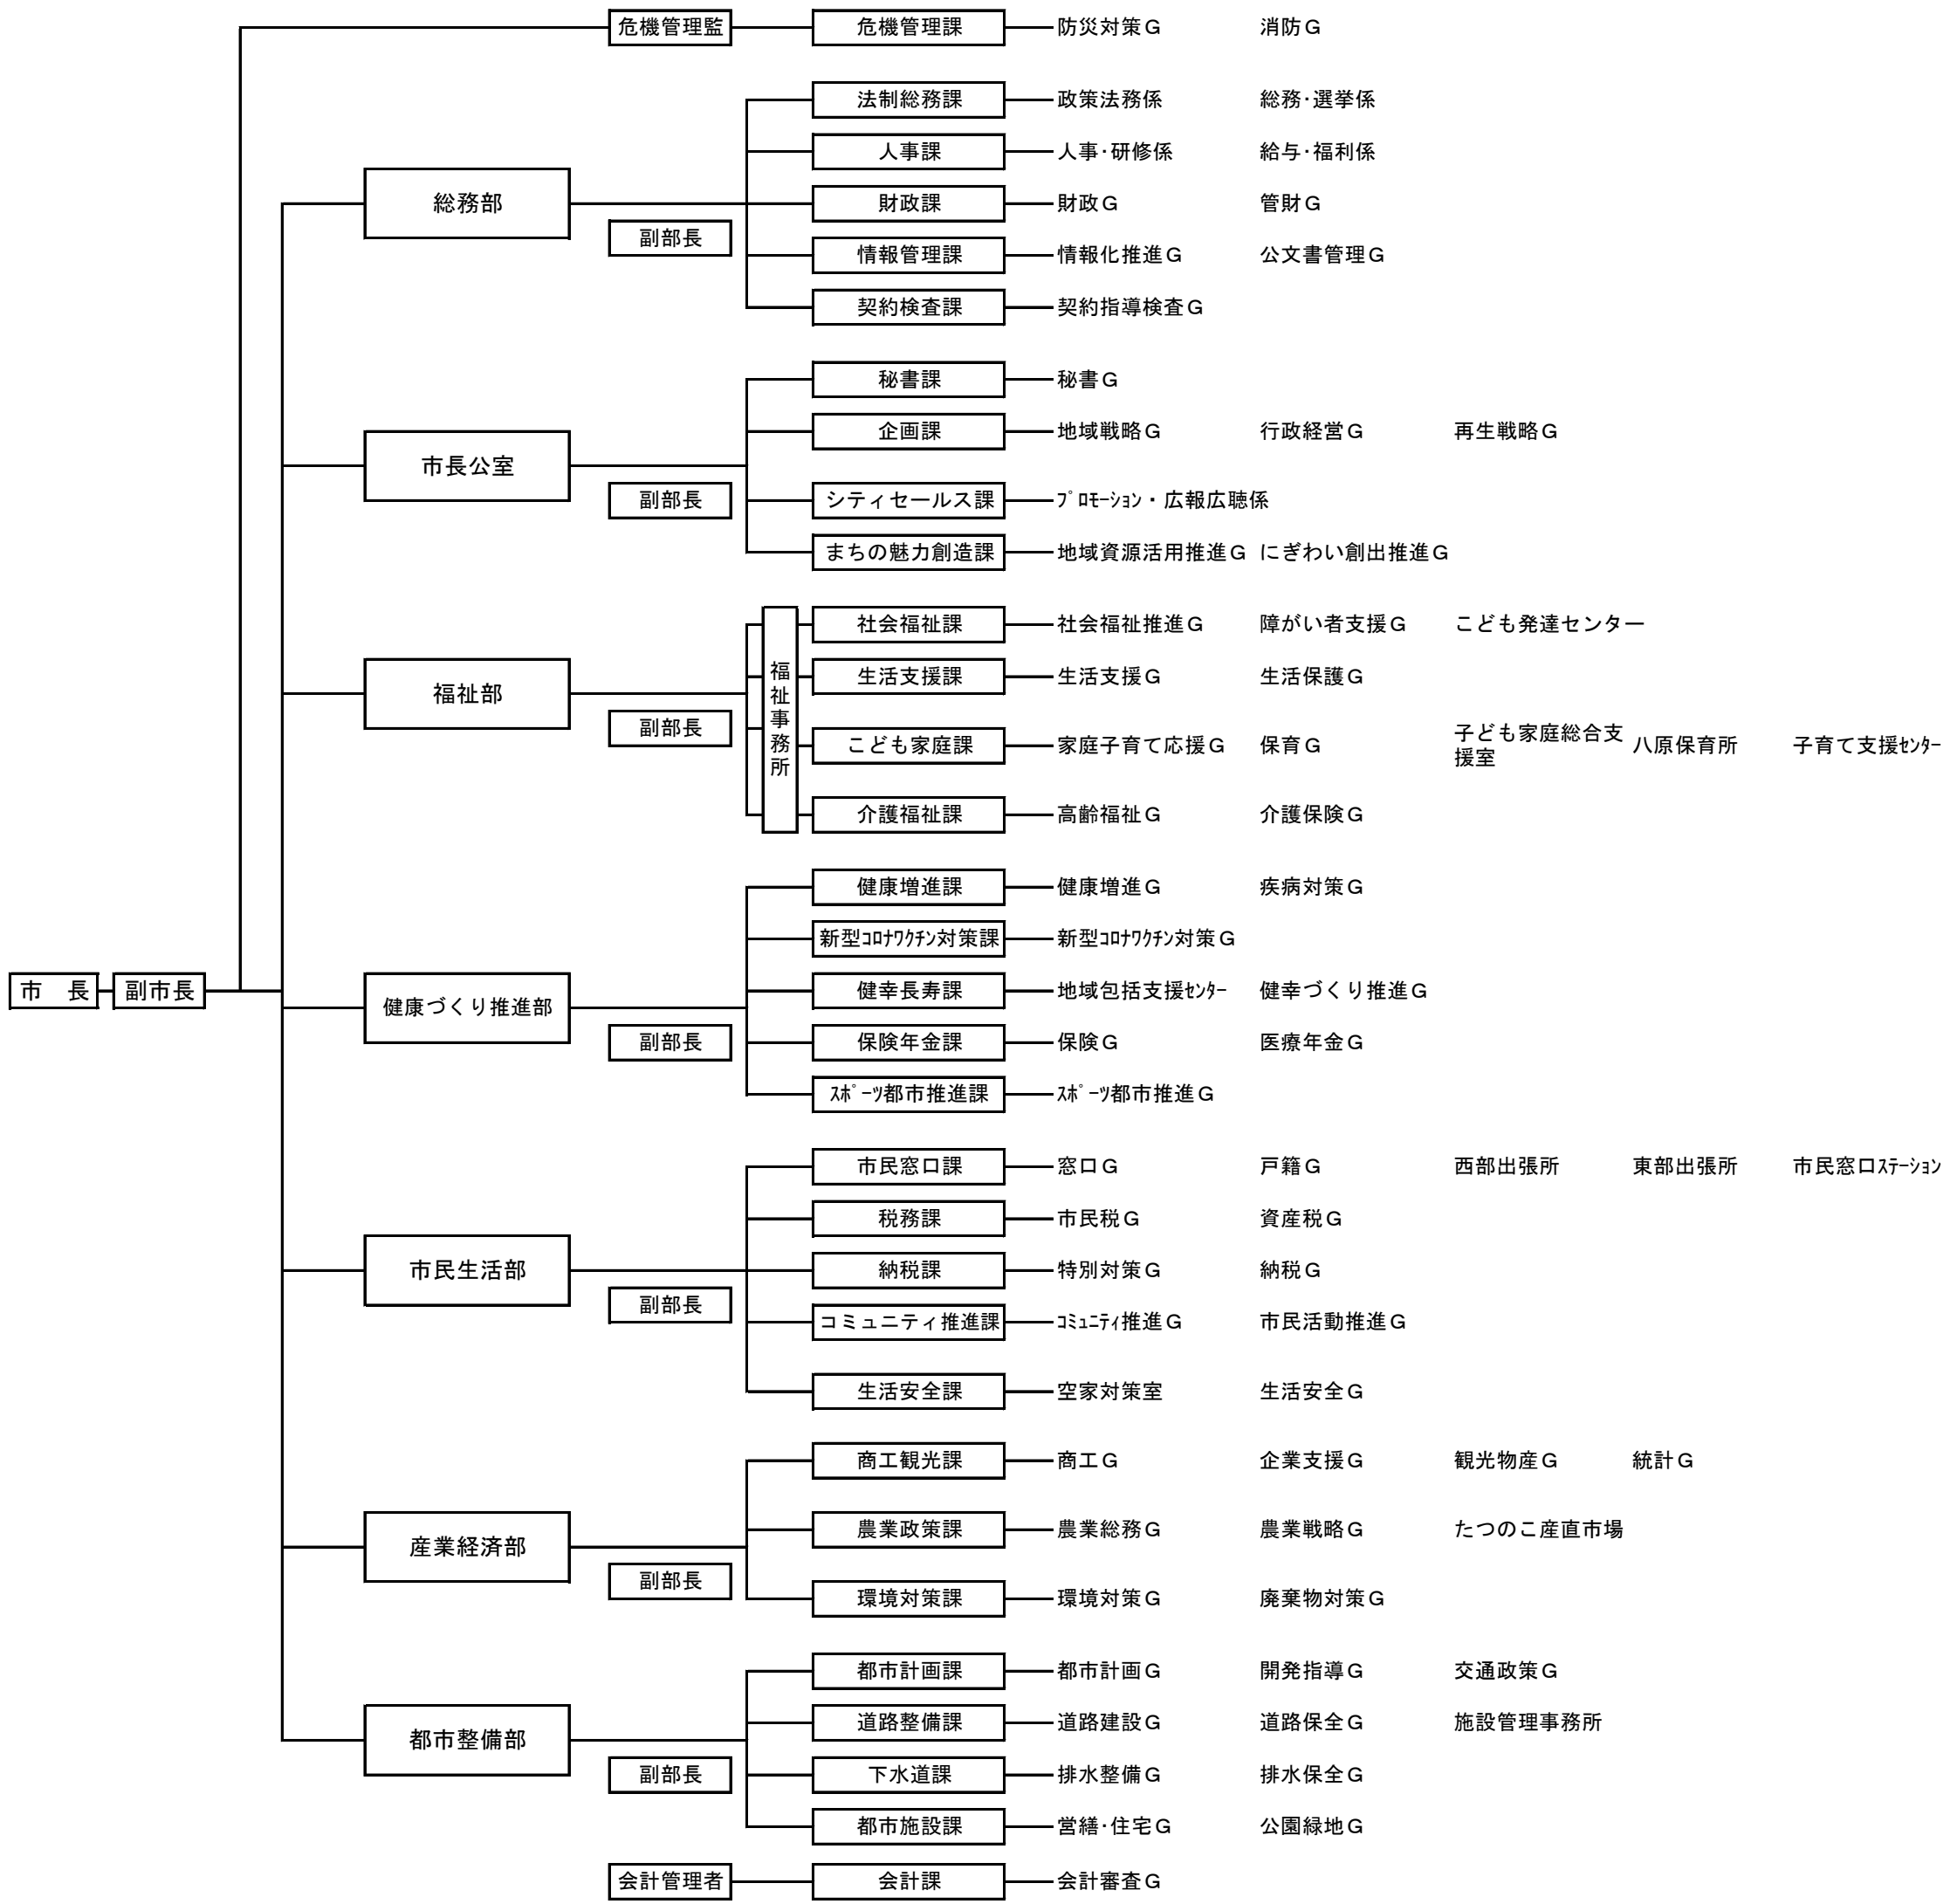 危機管理監 危機管理課 防災対策Ｇ 消防Ｇ
法制総務課 政策法務係 総務･選挙係
人事課 人事･研修係 給与･福利係
総務部 財政課 財政Ｇ 管財Ｇ
副部長 情報管理課 情報化推進Ｇ 公文書管理Ｇ
契約検査課 契約指導検査Ｇ
秘書課 秘書Ｇ
企画課 地域戦略Ｇ 行政経営Ｇ 再生戦略Ｇ
市長公室
副部長 シティセールス課 ﾌﾟﾛﾓｰｼｮﾝ・広報広聴係
まちの魅力創造課 地域資源活用推進Ｇ にぎわい創出推進Ｇ
福祉事務所
社会福祉課 社会福祉推進Ｇ 障がい者支援Ｇ こども発達センター
生活支援課 生活支援Ｇ 生活保護Ｇ
福祉部
副部長 こども家庭課 家庭子育て応援Ｇ 保育Ｇ 子ども家庭総合支援室 八原保育所 子育て支援ｾﾝﾀｰ
介護福祉課 高齢福祉Ｇ 介護保険Ｇ
健康増進課 健康増進Ｇ 疾病対策Ｇ
新型ｺﾛﾅﾜｸﾁﾝ対策課 新型ｺﾛﾅﾜｸﾁﾝ対策Ｇ
市　長 副市長 健康づくり推進部 健幸長寿課 地域包括支援ｾﾝﾀｰ 健幸づくり推進Ｇ
副部長 保険年金課 保険Ｇ 医療年金Ｇ
ｽﾎﾟｰﾂ都市推進課 ｽﾎﾟｰﾂ都市推進Ｇ
市民窓口課 窓口Ｇ 戸籍Ｇ 西部出張所 東部出張所 市民窓口ｽﾃｰｼｮﾝ
税務課 市民税Ｇ 資産税Ｇ
市民生活部 納税課 特別対策Ｇ 納税Ｇ
副部長 コミュニティ推進課 ｺﾐｭﾆﾃｨ推進Ｇ 市民活動推進Ｇ
生活安全課 空家対策室 生活安全Ｇ
商工観光課 商工Ｇ 企業支援Ｇ 観光物産Ｇ 統計Ｇ
産業経済部 農業政策課 農業総務Ｇ 農業戦略Ｇ たつのこ産直市場
副部長 環境対策課 環境対策Ｇ 廃棄物対策Ｇ
都市計画課 都市計画Ｇ 開発指導Ｇ 交通政策Ｇ
都市整備部 道路整備課 道路建設Ｇ 道路保全Ｇ 施設管理事務所
副部長 下水道課 排水整備Ｇ 排水保全Ｇ
都市施設課 営繕･住宅Ｇ 公園緑地Ｇ
会計管理者 会計課 会計審査Ｇ